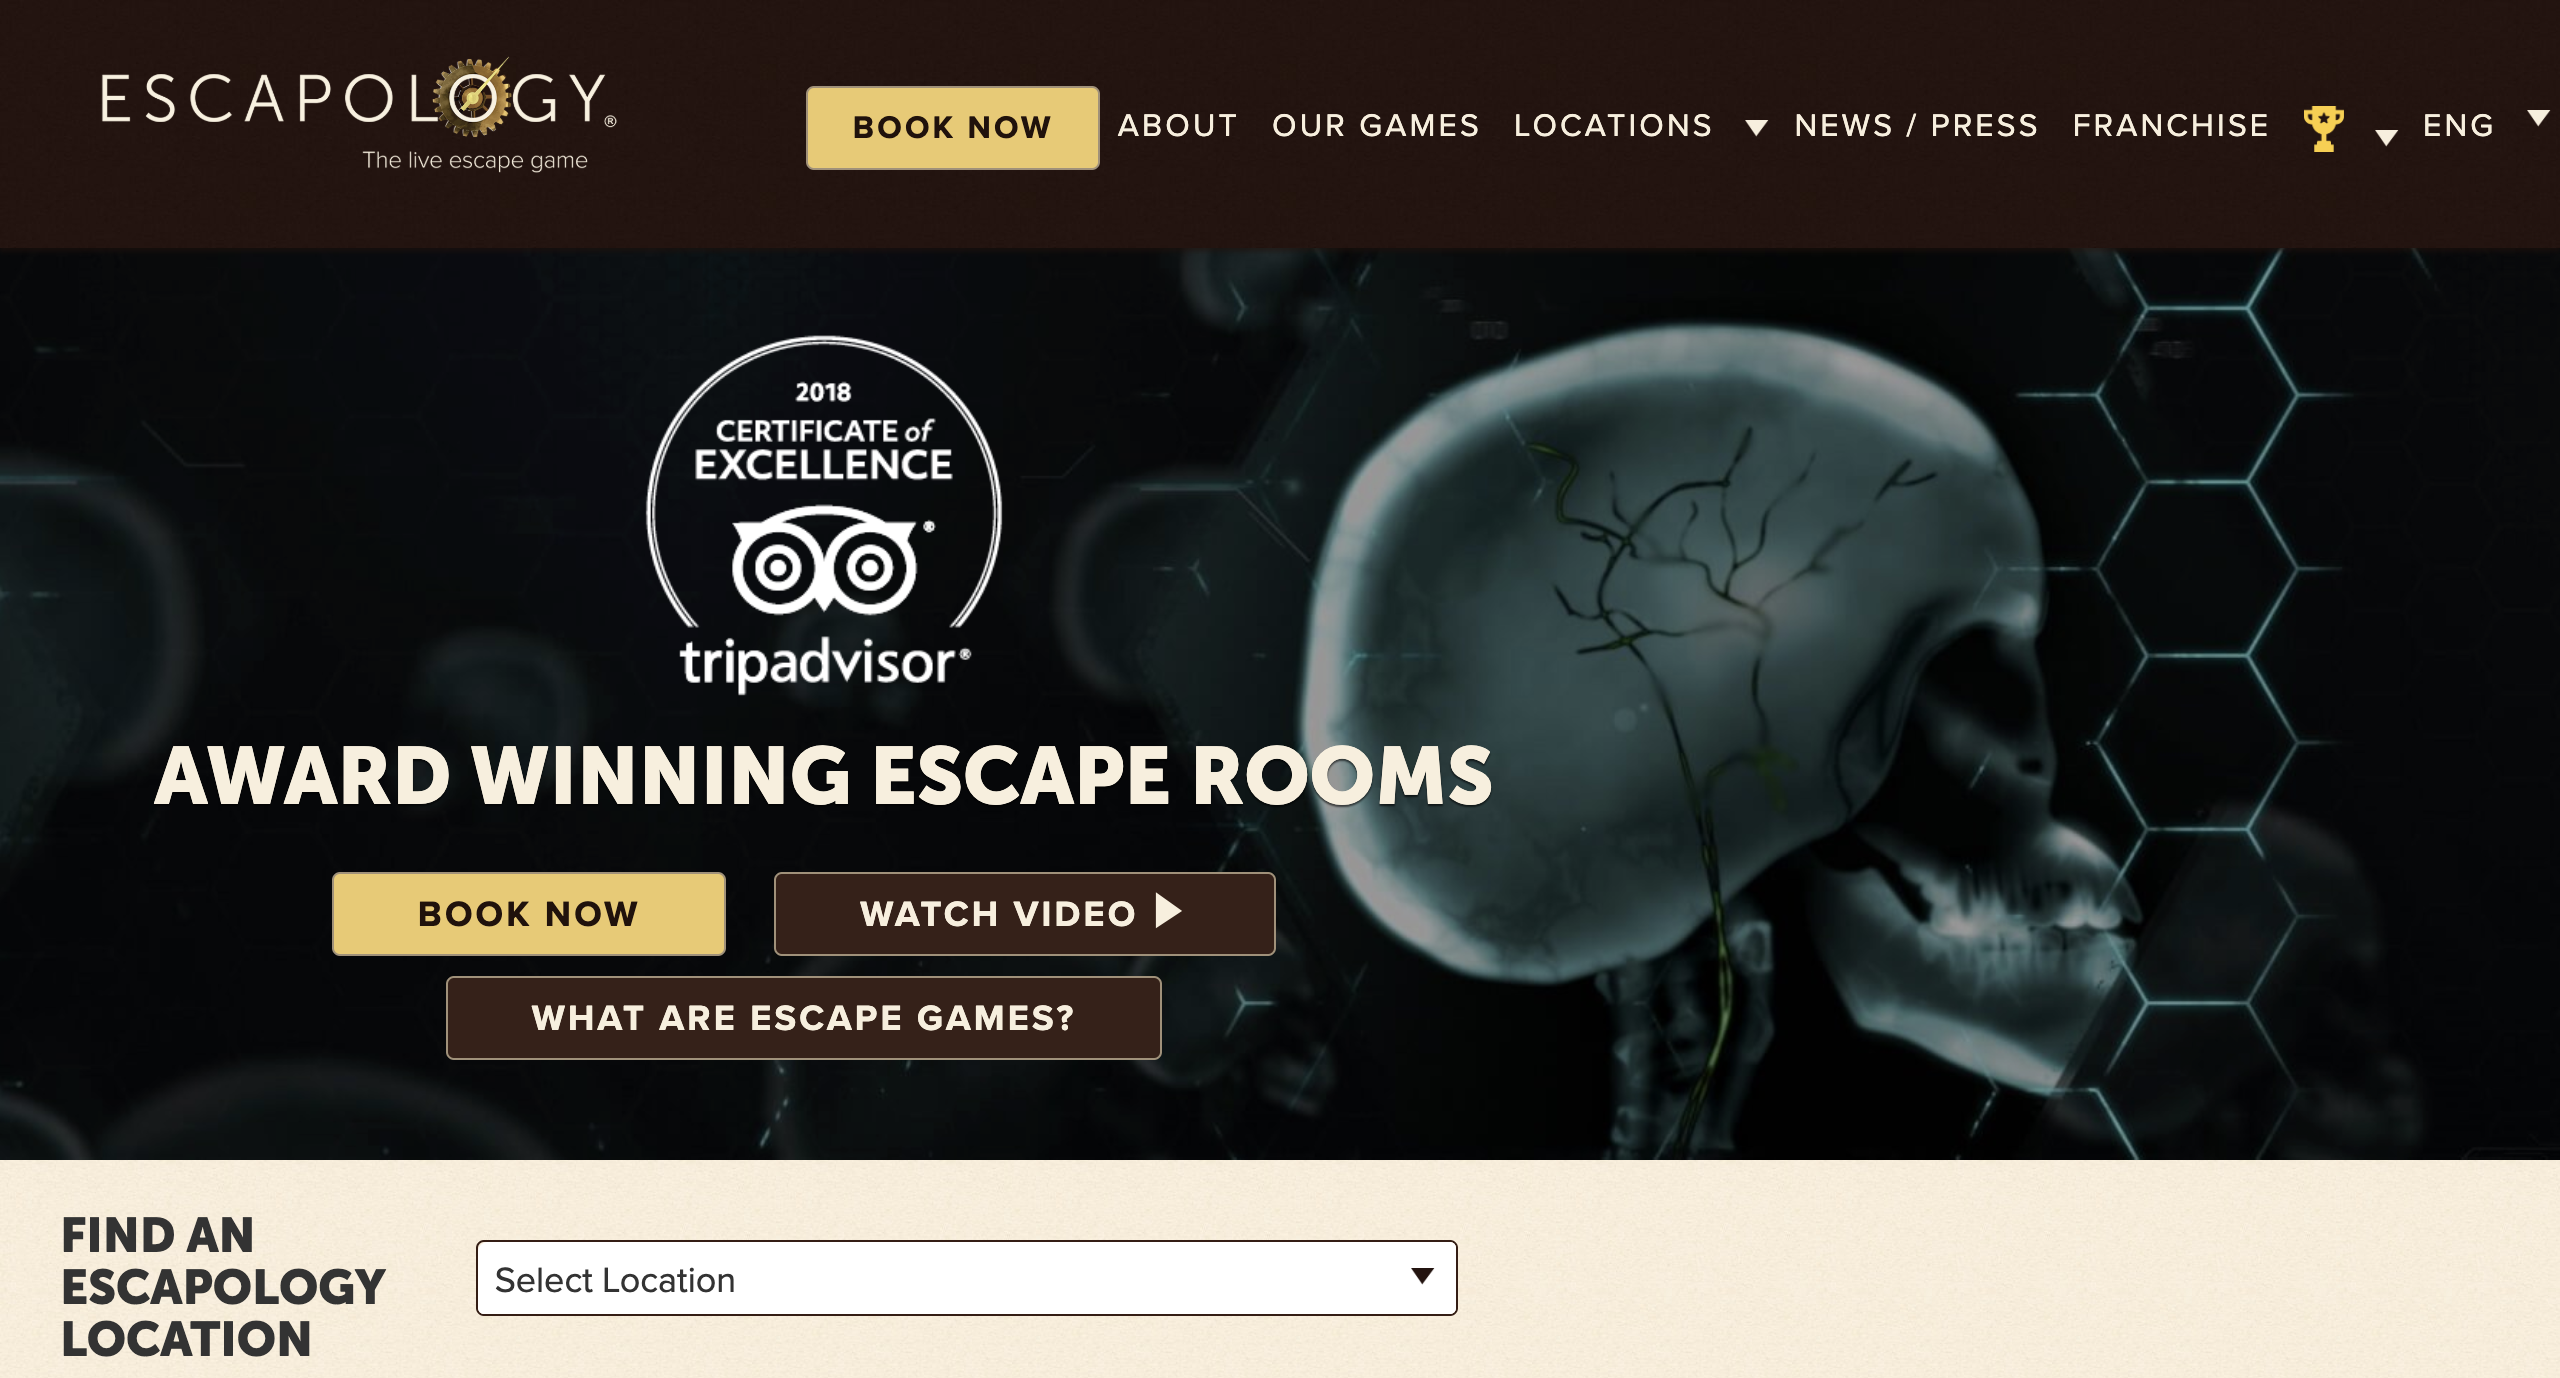 ESCAPOLOGY®
The live escape game
BOOK NOW
ABOUT
OUR GAMES
LOCATIONS
NEWS / PRESS
FRANCHISE
ENG
2018
CERTIFICATE of
EXCELLENCE
®
tripadvisor®
AWARD WINNING ESCAPE ROOMS
BOOK NOW
WATCH VIDEO
WHAT ARE ESCAPE GAMES?
FIND AN
ESCAPOLOGY
LOCATION
Select Location